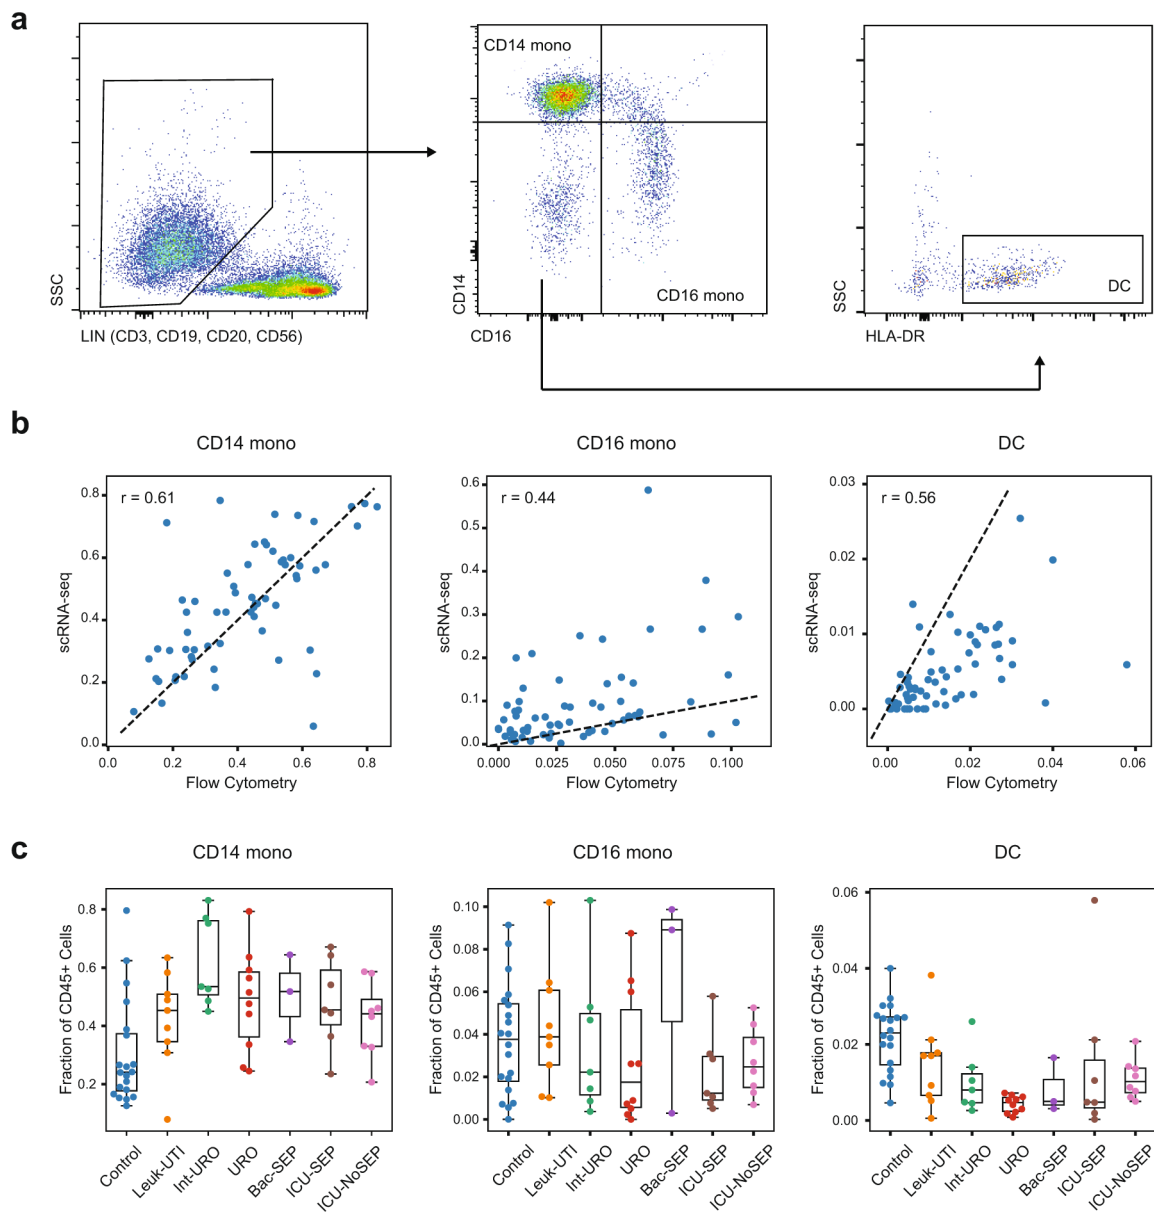 a
CD14 mono
CD16 mono
DC
SSC
LIN (CD3, CD19, CD20, CD56)
CD14
CD16
SSC
HLA-DR
b
CD14 mono
CD16 mono
DC
r = 0.61
r = 0.44
r = 0.56
scRNA-seq
0.8
0.6
0.4
0.2
0.0
0.0 0.2 0.4 0.6 0.8
Flow Cytometry
scRNA-seq
0.6
0.5
0.4
0.3
0.2
0.1
0.0
0.000 0.025 0.050 0.075 0.100
Flow Cytometry
scRNA-seq
0.03
0.02
0.01
0.00
0.00 0.02 0.04 0.06
Flow Cytometry
c
CD14 mono
CD16 mono
DC
Fraction of CD45+ Cells
0.8
0.6
0.4
0.2
Control Leuk-UTI Int-URO URO Bac-SEP ICU-SEP ICU-NoSEP
Fraction of CD45+ Cells
0.10
0.08
0.06
0.04
0.02
0.00
Control Leuk-UTI Int-URO URO Bac-SEP ICU-SEP ICU-NoSEP
Fraction of CD45+ Cells
0.06
0.04
0.02
0.00
Control Leuk-UTI Int-URO URO Bac-SEP ICU-SEP ICU-NoSEP